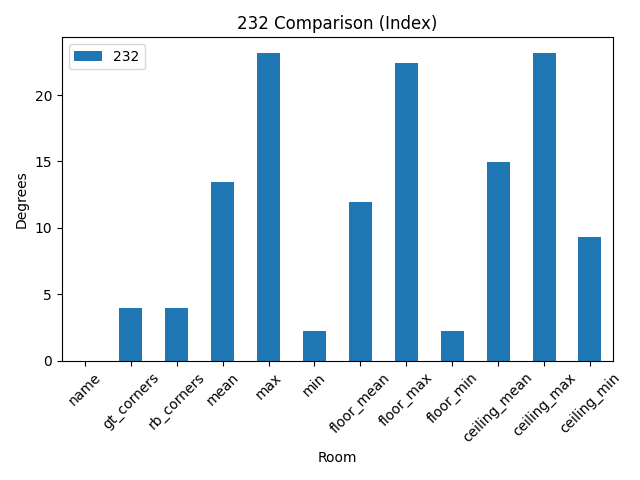 232 Comparison (Index)
232
Degrees
20
15
10
5
0
name
gt_corners
rb_corners
mean
max
min
floor_mean
floor_max
floor_min
ceiling_mean
ceiling_max
ceiling_min
Room